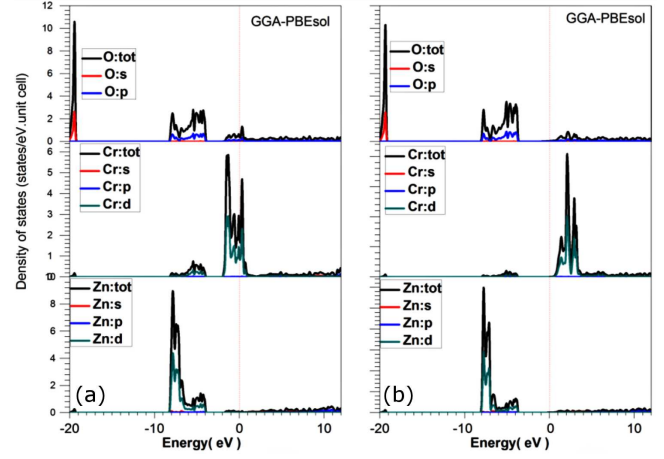 GGA-PBEsol
GGA-PBEsol
Density of states (states/eV.unit cell)
12
10
8
6
4
2
0
O:tot
O:s
O:p
O:tot
O:s
O:p
6
5
4
3
2
1
Cr:tot
Cr:s
Cr:p
Cr:d
Cr:tot
Cr:s
Cr:p
Cr:d
8
6
4
2
0
Zn:tot
Zn:s
Zn:p
Zn:d
Zn:tot
Zn:s
Zn:p
Zn:d
(a)
(b)
-20 -10 0 10
-20 -10 0 10
Energy( eV )
Energy( eV )